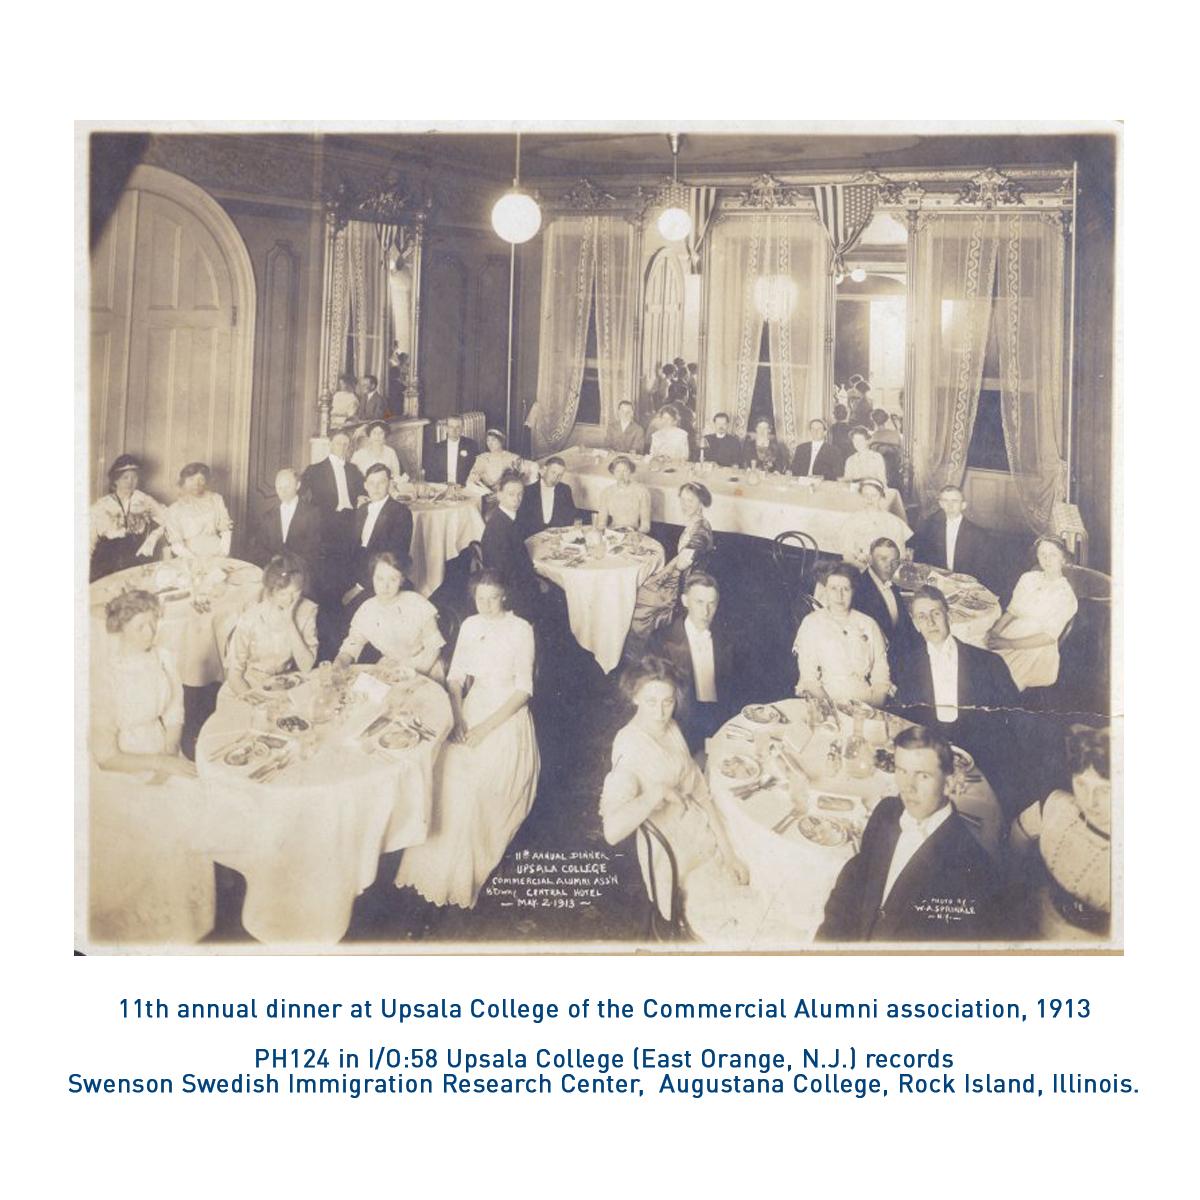 11th ANNUAL DINNER
UPSALA COLLEGE
COMMERCIAL ALUMNI ASS'N
BDWAY CENTRAL HOTEL
— MAY. 2-1913 —
- PHOTO BY -
W.A.SPRINKLE
- N.Y. -
11th annual dinner at Upsala College of the Commercial Alumni association, 1913
PH124 in I/O:58 Upsala College (East Orange, N.J.) records
Swenson Swedish Immigration Research Center, Augustana College, Rock Island, Illinois.